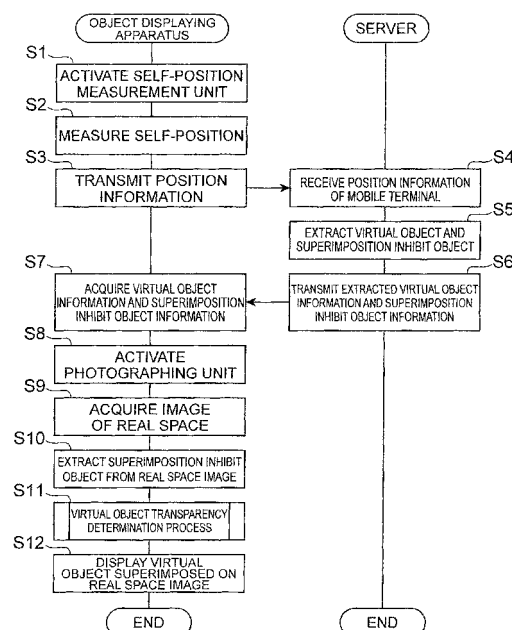 OBJECT DISPLAYING
APPARATUS
SERVER
S1
ACTIVATE SELF-POSITION
MEASUREMENT UNIT
S2
MEASURE SELF-POSITION
S3
TRANSMIT POSITION
INFORMATION
S4
RECEIVE POSITION INFORMATION
OF MOBILE TERMINAL
S5
EXTRACT VIRTUAL OBJECT AND
SUPERIMPOSITION INHIBIT OBJECT
S6
TRANSMIT EXTRACTED VIRTUAL OBJECT
INFORMATION AND SUPERIMPOSITION
INHIBIT OBJECT INFORMATION
S7
ACQUIRE VIRTUAL OBJECT
INFORMATION AND SUPERIMPOSITION
INHIBIT OBJECT INFORMATION
S8
ACTIVATE
PHOTOGRAPHING UNIT
S9
ACQUIRE IMAGE
OF REAL SPACE
S10
EXTRACT SUPERIMPOSITION INHIBIT
OBJECT FROM REAL SPACE IMAGE
S11
VIRTUAL OBJECT TRANSPARENCY
DETERMINATION PROCESS
S12
DISPLAY VIRTUAL
OBJECT SUPERIMPOSED ON
REAL SPACE IMAGE
END
END